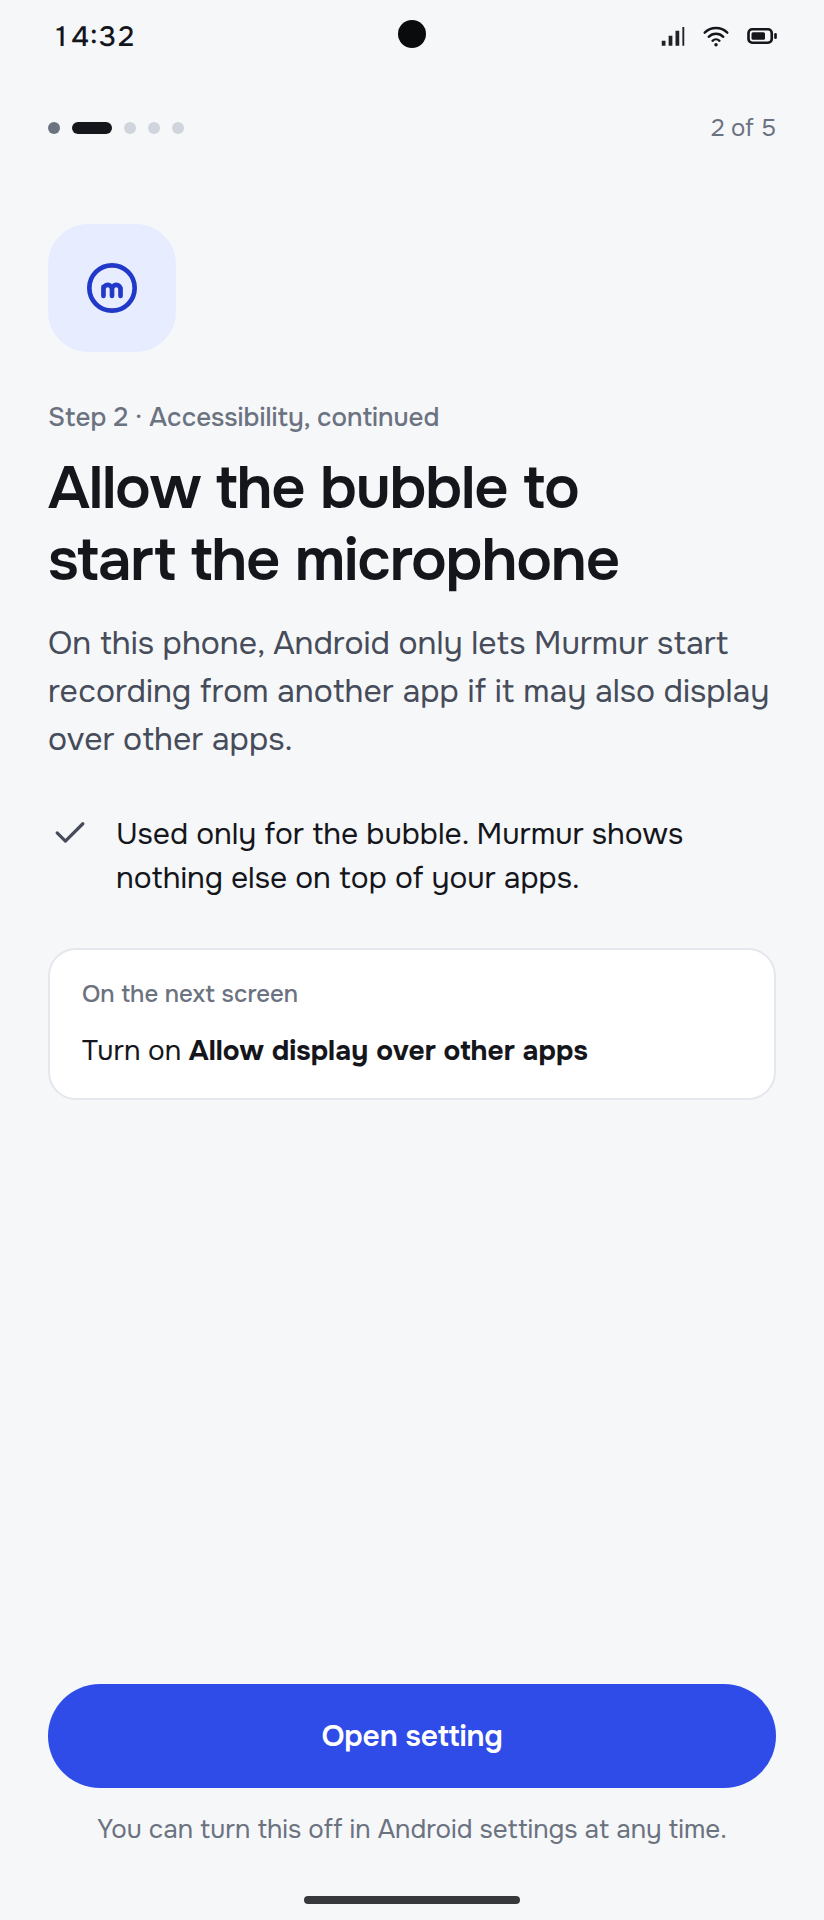 14:32
2 of 5
m
Step 2 · Accessibility, continued
Allow the bubble to
start the microphone
On this phone, Android only lets Murmur start
recording from another app if it may also display
over other apps.
Used only for the bubble. Murmur shows
nothing else on top of your apps.
On the next screen
Turn on Allow display over other apps
Open setting
You can turn this off in Android settings at any time.